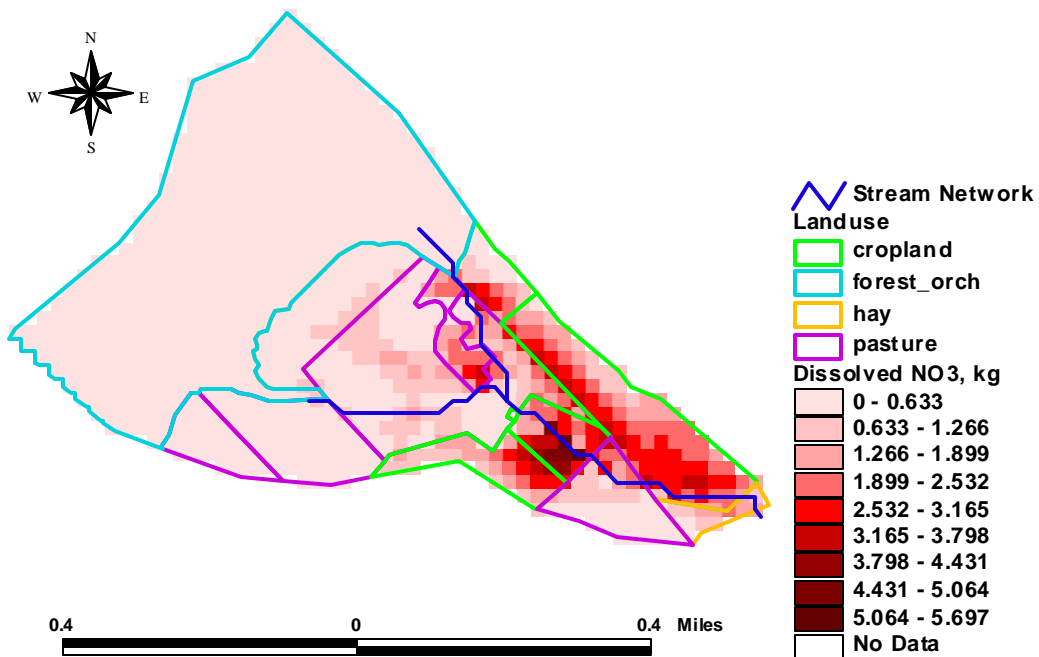 N
W E
S
Stream Network
Landuse
cropland
forest_orch
hay
pasture
Dissolved NO3, kg
0 - 0.633
0.633 - 1.266
1.266 - 1.899
1.899 - 2.532
2.532 - 3.165
3.165 - 3.798
3.798 - 4.431
4.431 - 5.064
5.064 - 5.697
No Data
0.4 0 0.4 Miles